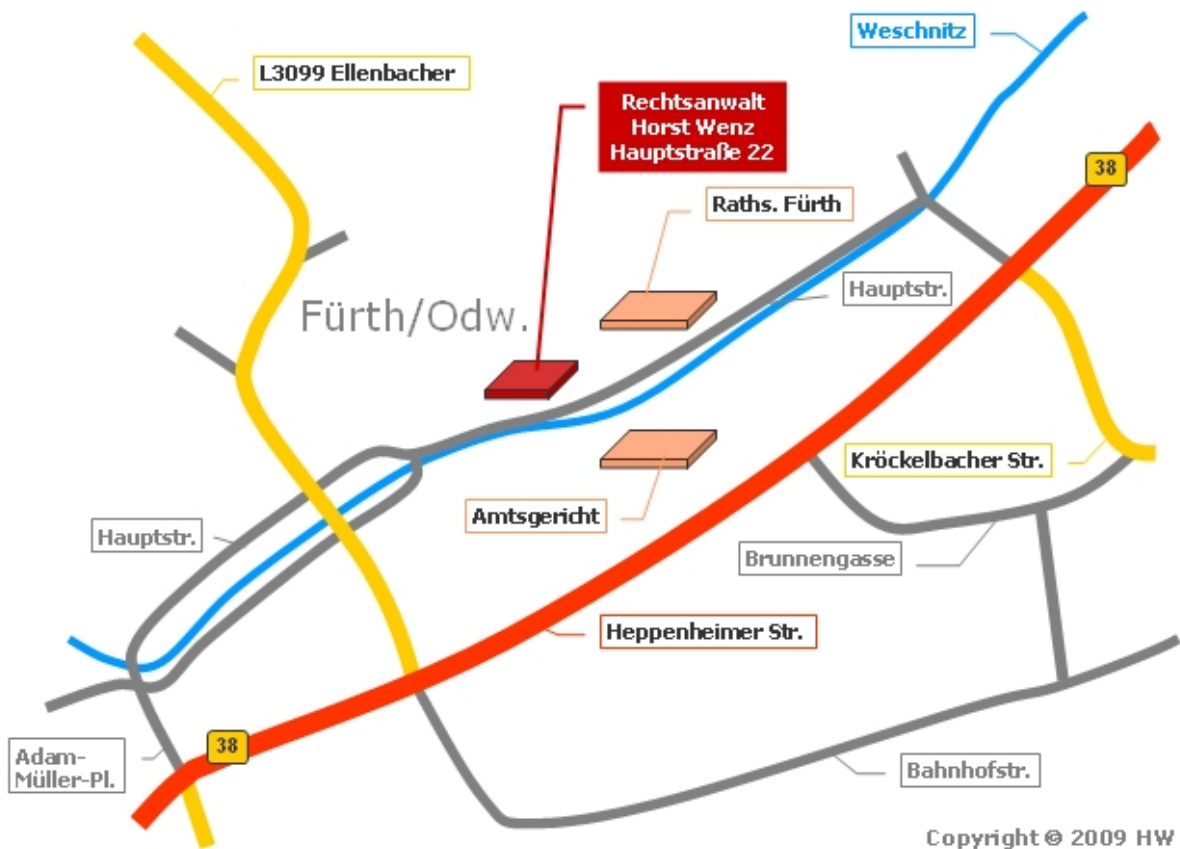 Weschnitz
L3099 Ellenbacher
Rechtsanwalt
Horst Wenz
Hauptstraße 22
38
Raths. Fürth
Hauptstr.
Fürth/Odw.
Kröckelbacher Str.
Amtsgericht
Hauptstr.
Brunnengasse
Heppenheimer Str.
38
Adam-
Müller-Pl.
Bahnhofstr.
Copyright © 2009 HW